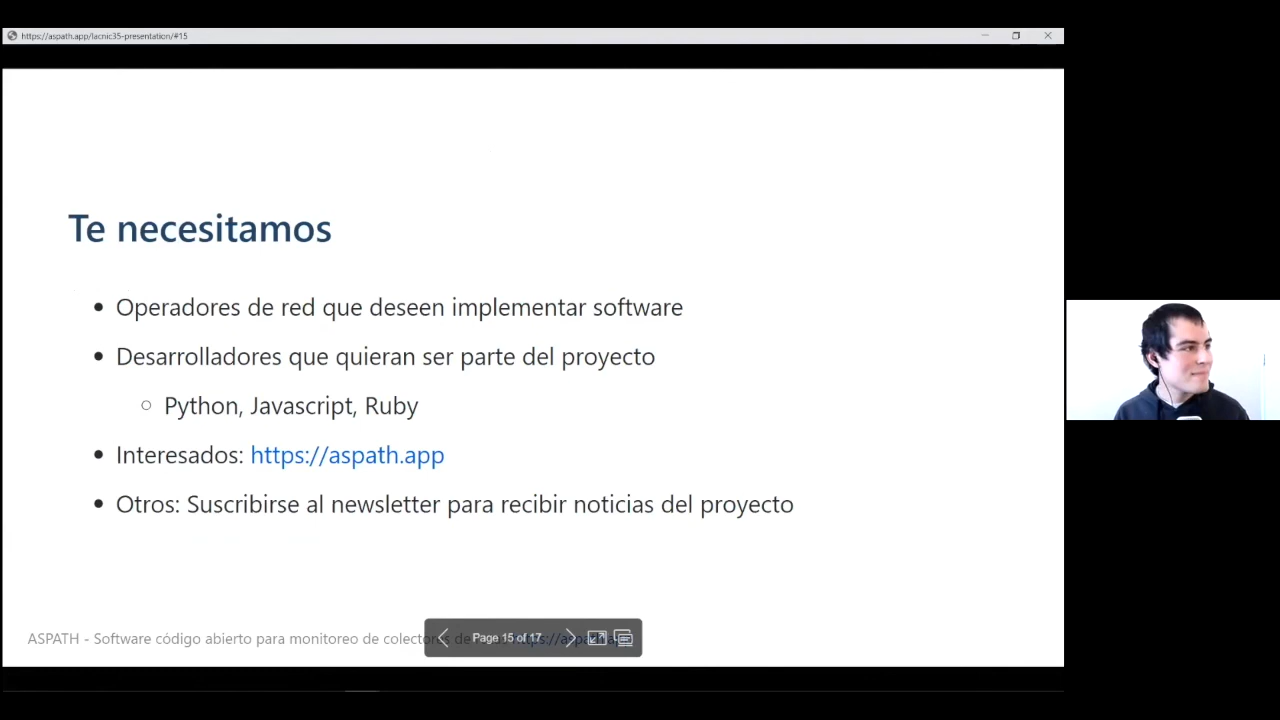 https://aspath.app/lacnic35-presentation/#15
Te necesitamos
Operadores de red que deseen implementar software
Desarrolladores que quieran ser parte del proyecto
Python, Javascript, Ruby
Interesados: https://aspath.app
Otros: Suscribirse al newsletter para recibir noticias del proyecto
ASPATH - Software código abierto para monitoreo de
Page 15 of 17